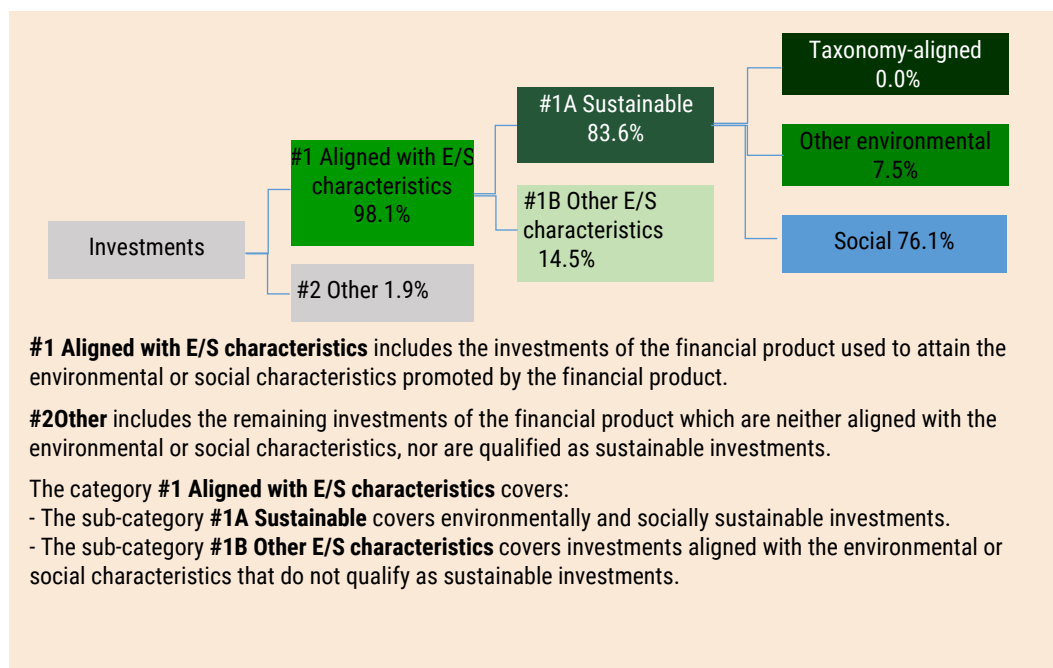 Taxonomy-aligned
0.0%
#1A Sustainable
83.6%
Other environmental
7.5%
#1 Aligned with E/S
characteristics
98.1%
#1B Other E/S
characteristics
14.5%
Investments
Social 76.1%
#2 Other 1.9%
#1 Aligned with E/S characteristics includes the investments of the financial product used to attain the
environmental or social characteristics promoted by the financial product.
#2Other includes the remaining investments of the financial product which are neither aligned with the
environmental or social characteristics, nor are qualified as sustainable investments.
The category #1 Aligned with E/S characteristics covers:
- The sub-category #1A Sustainable covers environmentally and socially sustainable investments.
- The sub-category #1B Other E/S characteristics covers investments aligned with the environmental or
social characteristics that do not qualify as sustainable investments.